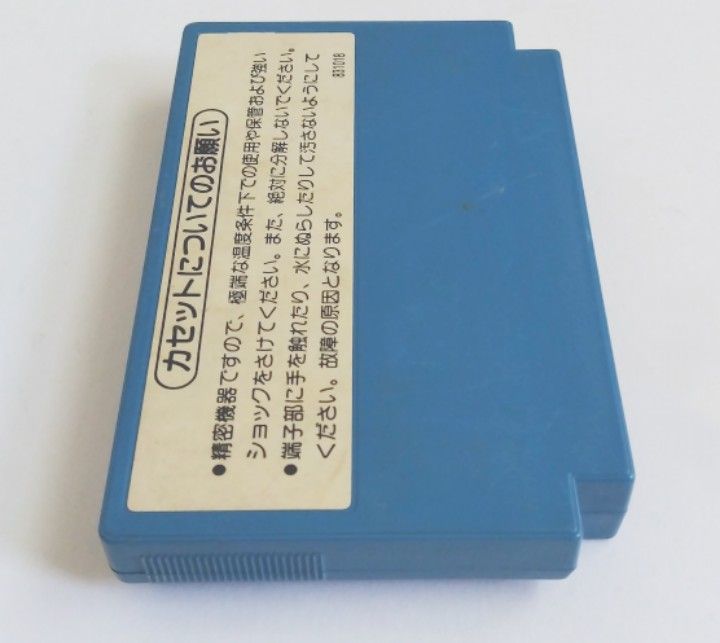 カセットについてのお願い
●精密機器ですので、極端な温度条件下での使用や保管および強い
ショックをさけてください。また、絶対に分解しないでください。
●端子部に手を触れたり、水にぬらしたりして汚さないようにして
ください。故障の原因となります。
831018